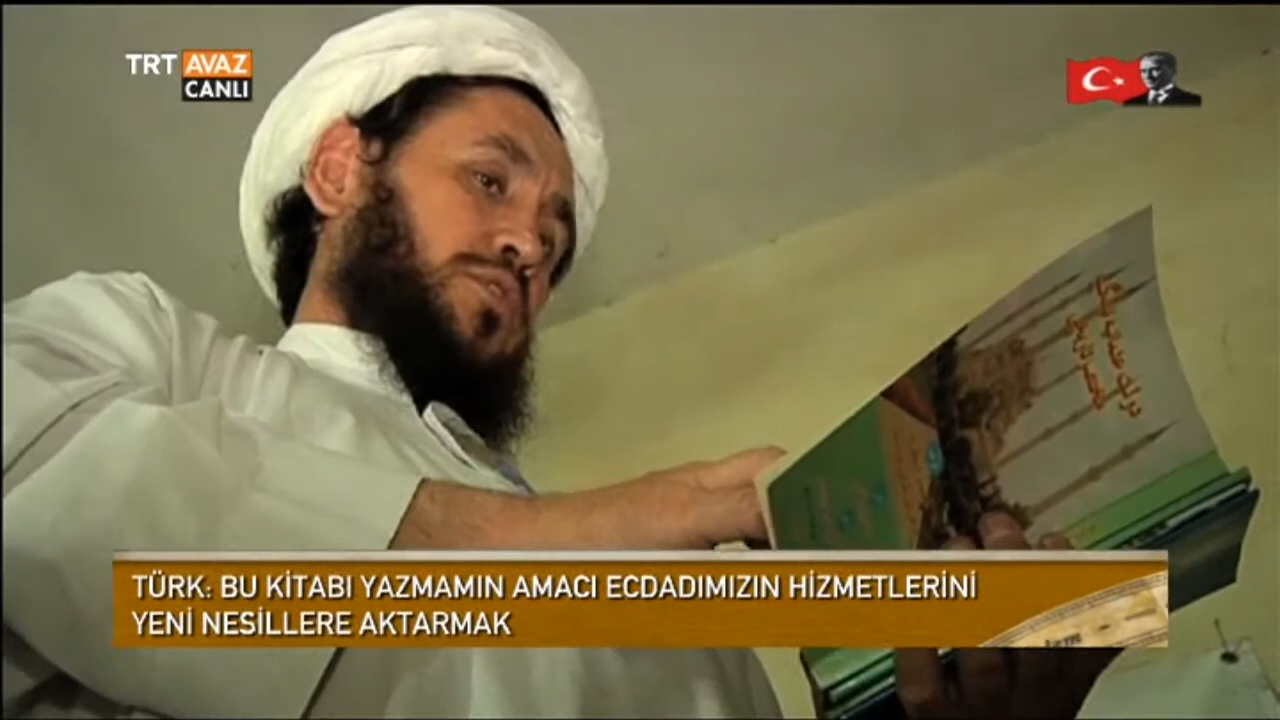 TRT AVAZ
CANLI
TÜRK: BU KİTABI YAZMAMIN AMACI ECDADIMIZIN HİZMETLERİNİ
YENİ NESİLLERE AKTARMAK